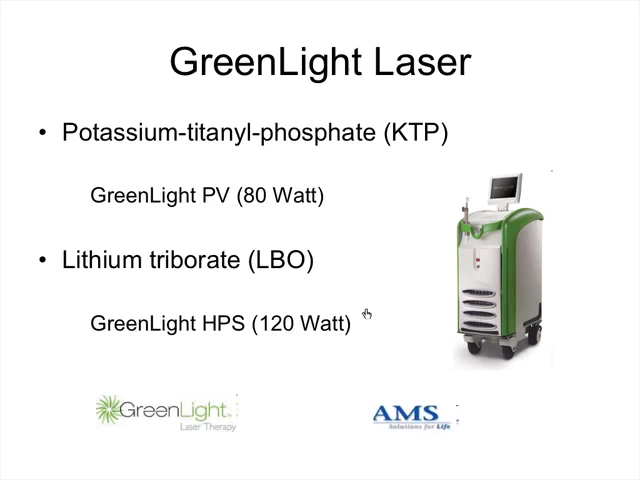 GreenLight Laser
• Potassium-titanyl-phosphate (KTP)
GreenLight PV (80 Watt)
• Lithium triborate (LBO)
GreenLight HPS (120 Watt)
GreenLight
Laser Therapy
AMS
Solutions for Life